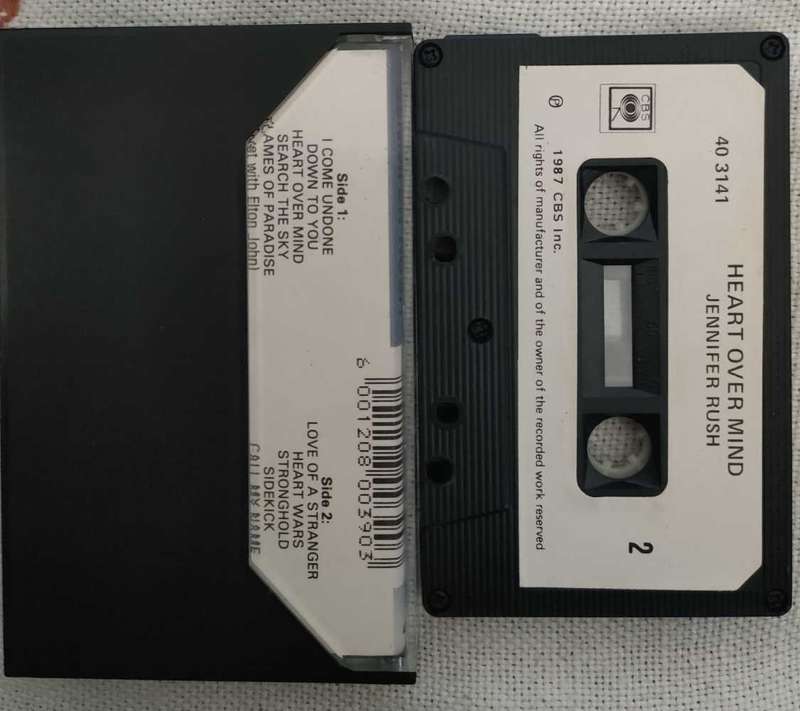 Side 1:
I COME UNDONE
DOWN TO YOU
HEART OVER MIND
SEARCH THE SKY
AMES OF PARADISE
et with Elton John)
Side 2:
LOVE OF A STRANGER
HEART WARS
STRONGHOLD
SIDEKICK
CALL MY NAME
6 001208 003903
40 3141
HEART OVER MIND
JENNIFER RUSH
2
CBS
℗ 1987 CBS Inc.
All rights of manufacturer and of the owner of the recorded work reserved